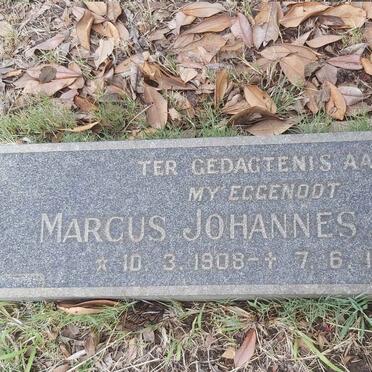 TER GEDAGTENIS AA
MY EGGENOOT
MARCUS JOHANNES
* 10. 3. 1908 - † 7. 6. 1